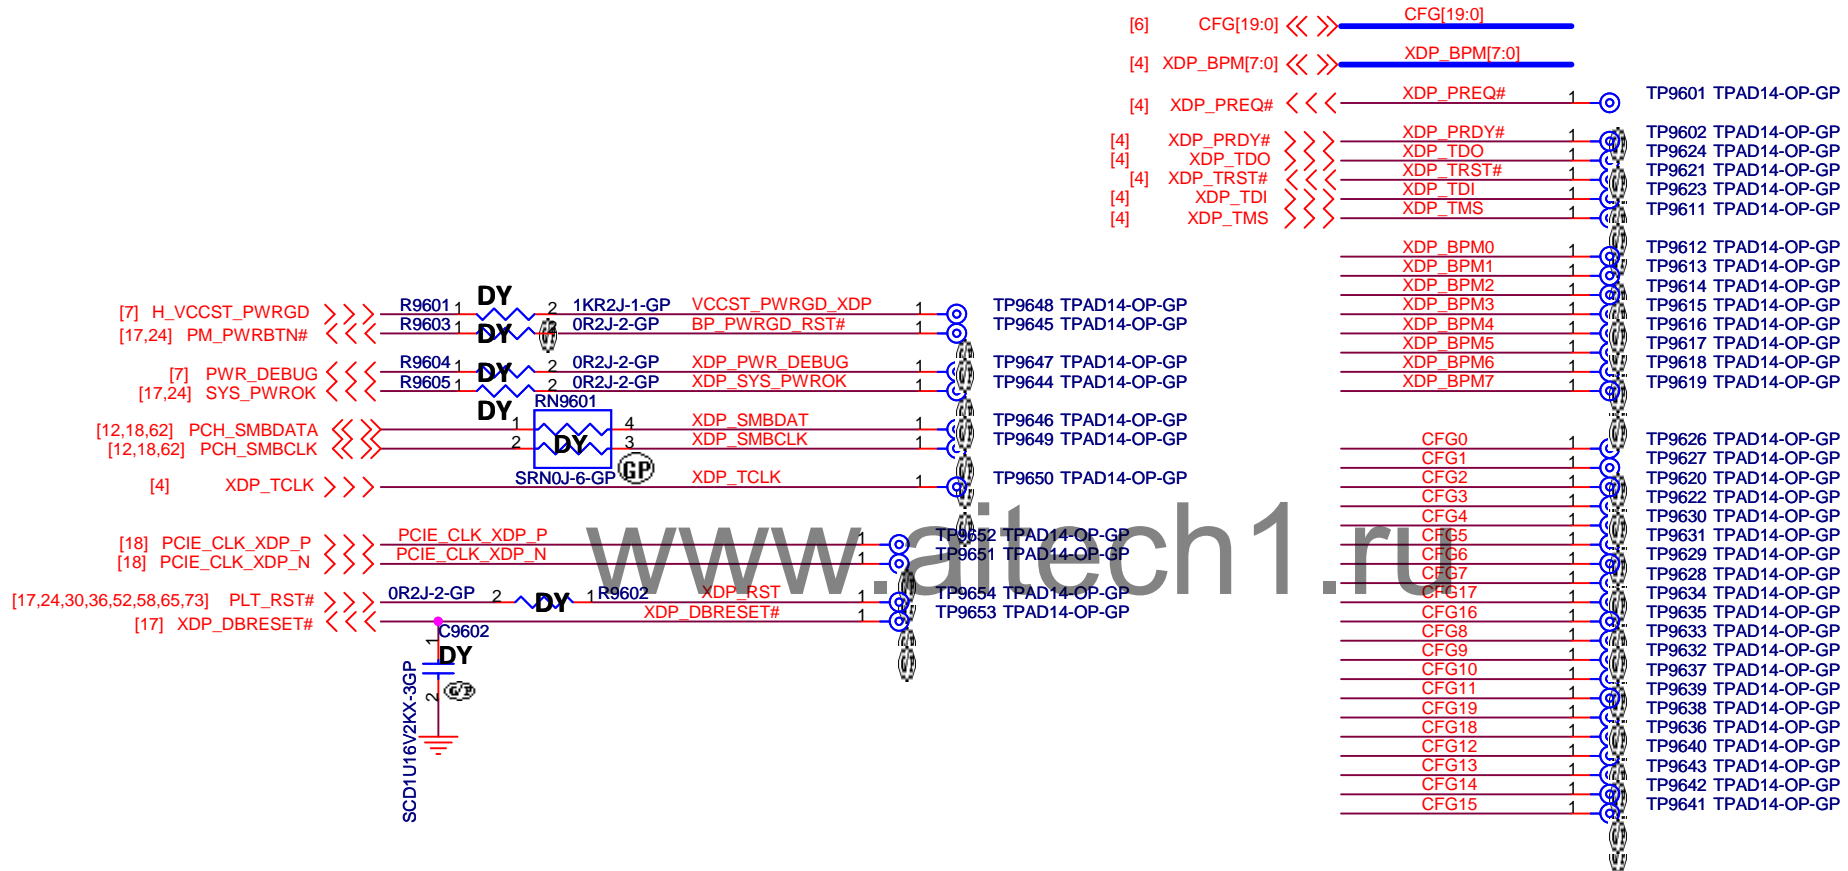 [6] CFG[19:0] CFG[19:0]
[4] XDP_BPM[7:0] XDP_BPM[7:0]
[4] XDP_PREQ# XDP_PREQ# 1 TP9601 TPAD14-OP-GP
[4] XDP_PRDY# XDP_PRDY# 1 TP9602 TPAD14-OP-GP
[4] XDP_TDO XDP_TDO 1 TP9624 TPAD14-OP-GP
[4] XDP_TRST# XDP_TRST# 1 TP9621 TPAD14-OP-GP
[4] XDP_TDI XDP_TDI 1 TP9623 TPAD14-OP-GP
[4] XDP_TMS XDP_TMS 1 TP9611 TPAD14-OP-GP
XDP_BPM0 1 TP9612 TPAD14-OP-GP
XDP_BPM1 1 TP9613 TPAD14-OP-GP
XDP_BPM2 1 TP9614 TPAD14-OP-GP
XDP_BPM3 1 TP9615 TPAD14-OP-GP
XDP_BPM4 1 TP9616 TPAD14-OP-GP
XDP_BPM5 1 TP9617 TPAD14-OP-GP
XDP_BPM6 1 TP9618 TPAD14-OP-GP
XDP_BPM7 1 TP9619 TPAD14-OP-GP
[7] H_VCCST_PWRGD R9601 1 DY 2 1KR2J-1-GP VCCST_PWRGD_XDP 1 TP9648 TPAD14-OP-GP
[17,24] PM_PWRBTN# R9603 1 DY 2 0R2J-2-GP BP_PWRGD_RST# 1 TP9645 TPAD14-OP-GP
[7] PWR_DEBUG R9604 1 DY 2 0R2J-2-GP XDP_PWR_DEBUG 1 TP9647 TPAD14-OP-GP
[17,24] SYS_PWROK R9605 1 DY 2 0R2J-2-GP XDP_SYS_PWROK 1 TP9644 TPAD14-OP-GP
RN9601
[12,18,62] PCH_SMBDATA 1 4 XDP_SMBDAT 1 TP9646 TPAD14-OP-GP
[12,18,62] PCH_SMBCLK 2 DY 3 XDP_SMBCLK 1 TP9649 TPAD14-OP-GP
SRN0J-6-GP GP
[4] XDP_TCLK XDP_TCLK 1 TP9650 TPAD14-OP-GP
[18] PCIE_CLK_XDP_P PCIE_CLK_XDP_P 1 TP9652 TPAD14-OP-GP
[18] PCIE_CLK_XDP_N PCIE_CLK_XDP_N 1 TP9651 TPAD14-OP-GP
[17,24,30,36,52,58,65,73] PLT_RST# 0R2J-2-GP 2 DY 1 R9602 XDP_RST 1 TP9654 TPAD14-OP-GP
[17] XDP_DBRESET# XDP_DBRESET# 1 TP9653 TPAD14-OP-GP
C9602
1
DY
2
SCD1U16V2KX-3GP
CFG0 1 TP9626 TPAD14-OP-GP
CFG1 1 TP9627 TPAD14-OP-GP
CFG2 1 TP9620 TPAD14-OP-GP
CFG3 1 TP9622 TPAD14-OP-GP
CFG4 1 TP9630 TPAD14-OP-GP
CFG5 1 TP9631 TPAD14-OP-GP
CFG6 1 TP9629 TPAD14-OP-GP
CFG7 1 TP9628 TPAD14-OP-GP
CFG17 1 TP9634 TPAD14-OP-GP
CFG16 1 TP9635 TPAD14-OP-GP
CFG8 1 TP9633 TPAD14-OP-GP
CFG9 1 TP9632 TPAD14-OP-GP
CFG10 1 TP9637 TPAD14-OP-GP
CFG11 1 TP9639 TPAD14-OP-GP
CFG19 1 TP9638 TPAD14-OP-GP
CFG18 1 TP9636 TPAD14-OP-GP
CFG12 1 TP9640 TPAD14-OP-GP
CFG13 1 TP9643 TPAD14-OP-GP
CFG14 1 TP9642 TPAD14-OP-GP
CFG15 1 TP9641 TPAD14-OP-GP
www.aitech1.ru